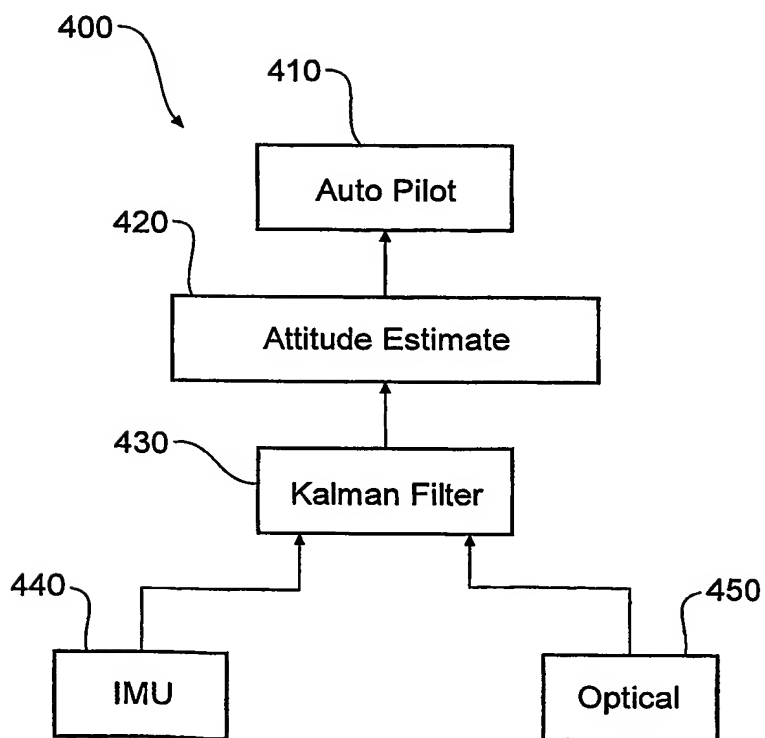 400
410
Auto Pilot
420
Attitude Estimate
430
Kalman Filter
440
450
IMU
Optical